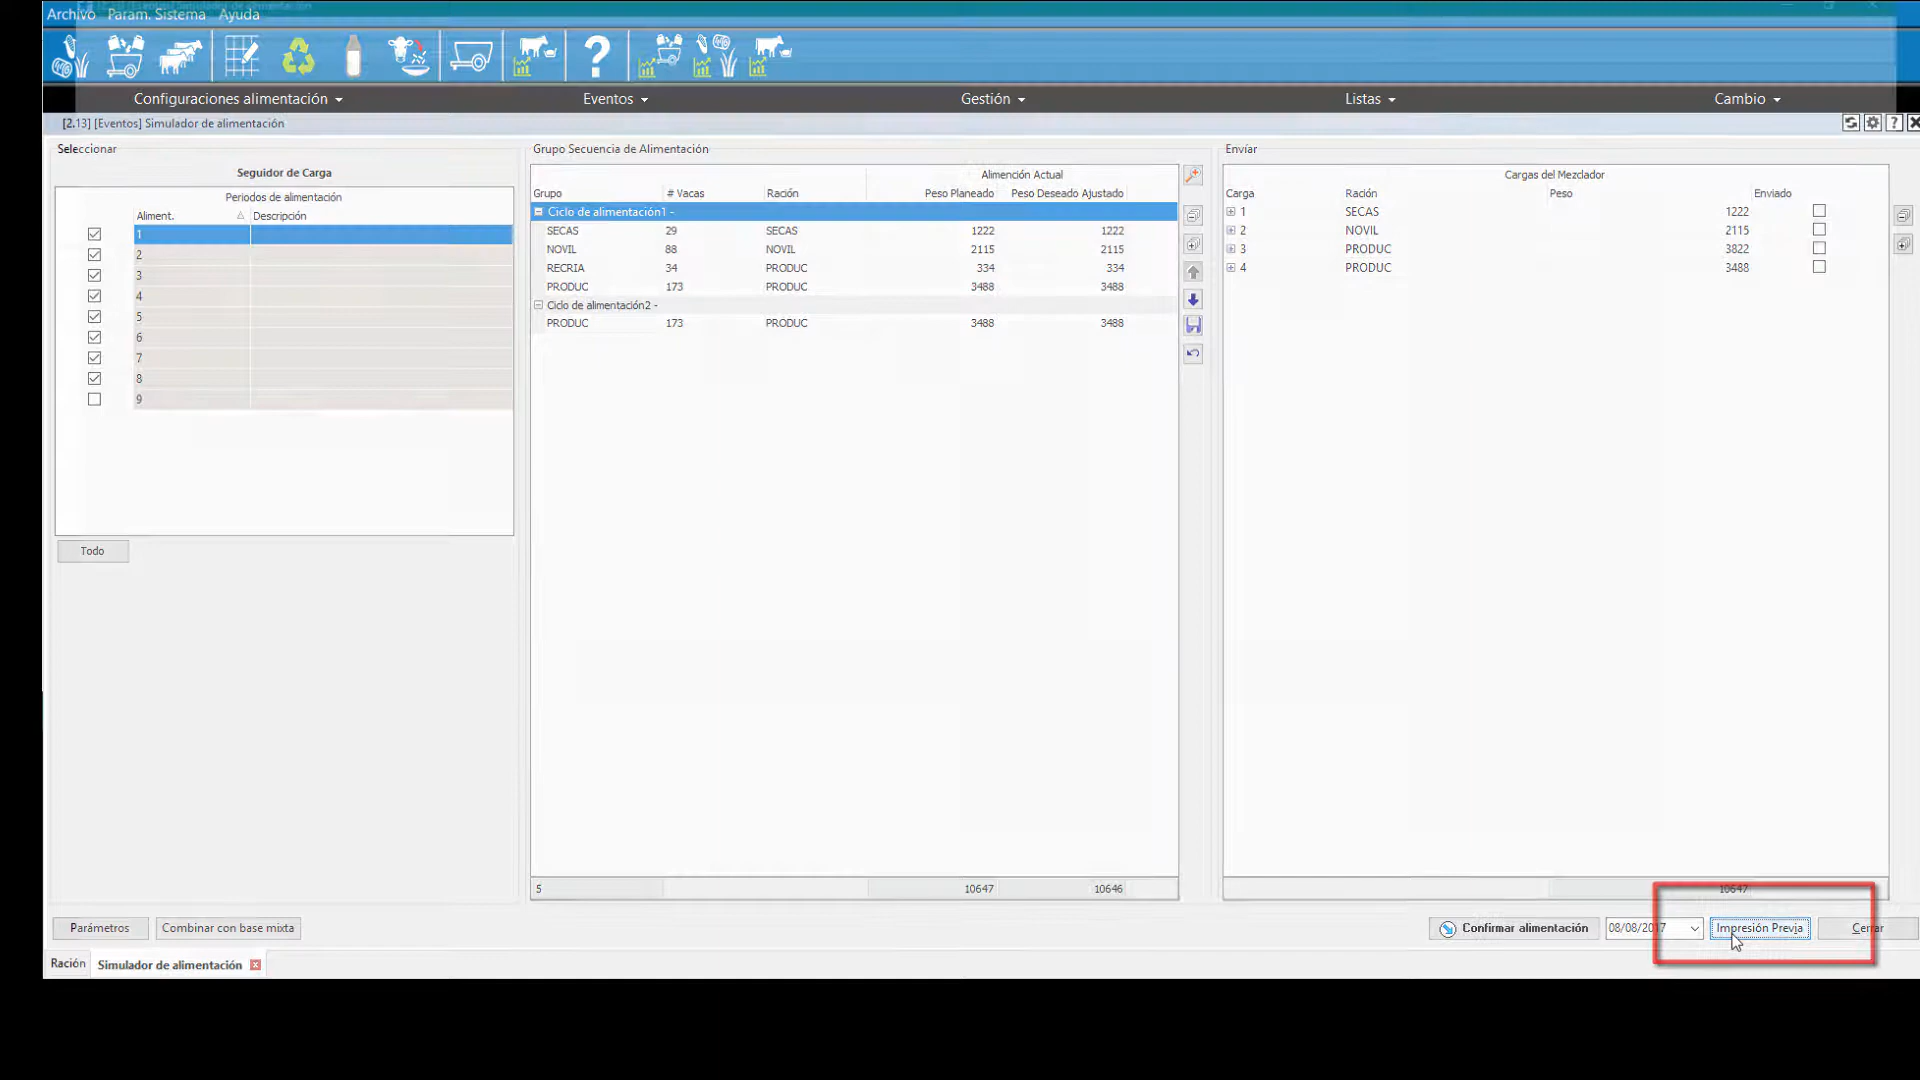 Archivo Param. Sistema Ayuda
Configuraciones alimentación Eventos Gestión Listas Cambio
[2.13] [Eventos] Simulador de alimentación
Seleccionar
Seguidor de Carga
Periodos de alimentación
Aliment. Descripción
1
2
3
4
5
6
7
8
9
Todo
Grupo Secuencia de Alimentación
Alimención Actual
Grupo # Vacas Ración Peso Planeado Peso Deseado Ajustado
Ciclo de alimentación1 -
SECAS 29 SECAS 1222 1222
NOVIL 88 NOVIL 2115 2115
RECRIA 34 PRODUC 334 334
PRODUC 173 PRODUC 3488 3488
Ciclo de alimentación2 -
PRODUC 173 PRODUC 3488 3488
5 10647 10646
Envíar
Cargas del Mezclador
Carga Ración Peso Enviado
1 SECAS 1222
2 NOVIL 2115
3 PRODUC 3822
4 PRODUC 3488
10647
Parámetros Combinar con base mixta Confirmar alimentación 08/08/2017 Impresión Previa Cerrar
Ración Simulador de alimentación